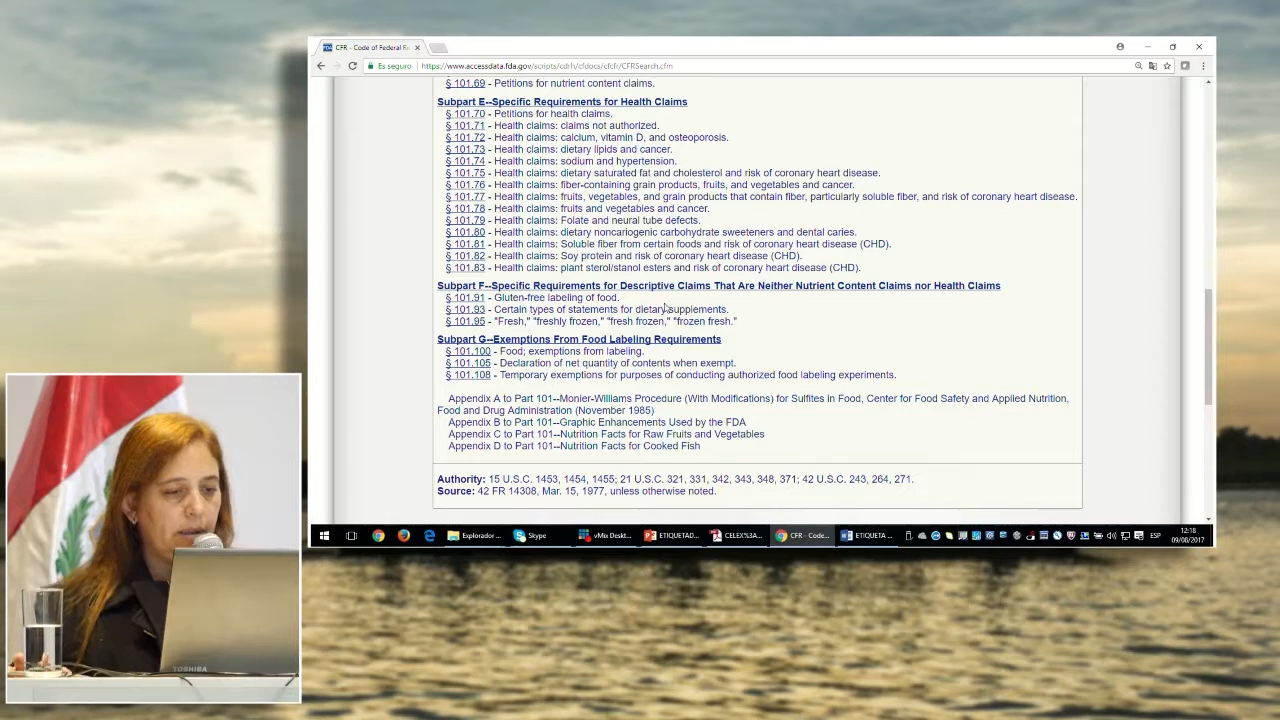 CFR - Code of Federal Re
Es seguro
https://www.accessdata.fda.gov/scripts/cdrh/cfdocs/cfcfr/CFRSearch.cfm
§ 101.69 - Petitions for nutrient content claims.
Subpart E--Specific Requirements for Health Claims
§ 101.70 - Petitions for health claims.
§ 101.71 - Health claims: claims not authorized.
§ 101.72 - Health claims: calcium, vitamin D, and osteoporosis.
§ 101.73 - Health claims: dietary lipids and cancer.
§ 101.74 - Health claims: sodium and hypertension.
§ 101.75 - Health claims: dietary saturated fat and cholesterol and risk of coronary heart disease.
§ 101.76 - Health claims: fiber-containing grain products, fruits, and vegetables and cancer.
§ 101.77 - Health claims: fruits, vegetables, and grain products that contain fiber, particularly soluble fiber, and risk of coronary heart disease.
§ 101.78 - Health claims: fruits and vegetables and cancer.
§ 101.79 - Health claims: Folate and neural tube defects.
§ 101.80 - Health claims: dietary noncariogenic carbohydrate sweeteners and dental caries.
§ 101.81 - Health claims: Soluble fiber from certain foods and risk of coronary heart disease (CHD).
§ 101.82 - Health claims: Soy protein and risk of coronary heart disease (CHD).
§ 101.83 - Health claims: plant sterol/stanol esters and risk of coronary heart disease (CHD).
Subpart F--Specific Requirements for Descriptive Claims That Are Neither Nutrient Content Claims nor Health Claims
§ 101.91 - Gluten-free labeling of food.
§ 101.93 - Certain types of statements for dietary supplements.
§ 101.95 - "Fresh," "freshly frozen," "fresh frozen," "frozen fresh."
Subpart G--Exemptions From Food Labeling Requirements
§ 101.100 - Food; exemptions from labeling.
§ 101.105 - Declaration of net quantity of contents when exempt.
§ 101.108 - Temporary exemptions for purposes of conducting authorized food labeling experiments.
Appendix A to Part 101--Monier-Williams Procedure (With Modifications) for Sulfites in Food, Center for Food Safety and Applied Nutrition,
Food and Drug Administration (November 1985)
Appendix B to Part 101--Graphic Enhancements Used by the FDA
Appendix C to Part 101--Nutrition Facts for Raw Fruits and Vegetables
Appendix D to Part 101--Nutrition Facts for Cooked Fish
Authority: 15 U.S.C. 1453, 1454, 1455; 21 U.S.C. 321, 331, 342, 343, 348, 371; 42 U.S.C. 243, 264, 271.
Source: 42 FR 14308, Mar. 15, 1977, unless otherwise noted.
Explorador ... Skype vMix Deskt... ETIQUETAD... CELEX%3A... CFR - Code... ETIQUETA ... ESP
12:18
09/08/2017
TOSHIBA